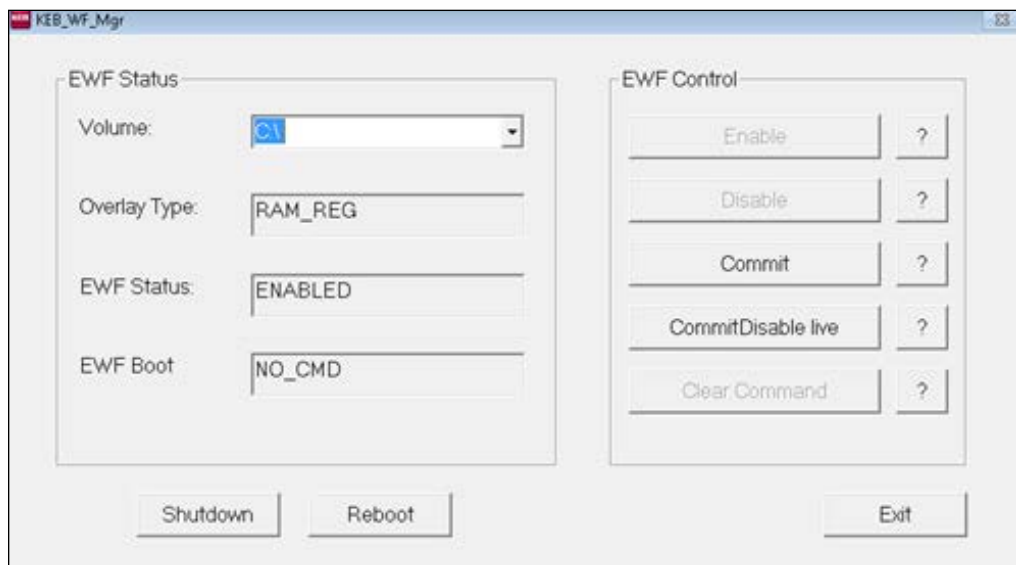 KEB KEB_WF_Mgr
EWF Status
Volume: C:\
Overlay Type: RAM_REG
EWF Status: ENABLED
EWF Boot NO_CMD
EWF Control
Enable ?
Disable ?
Commit ?
CommitDisable live ?
Clear Command ?
Shutdown Reboot Exit